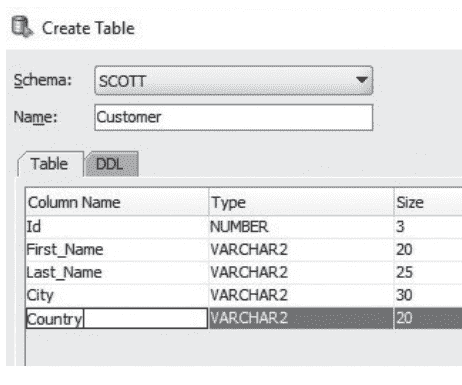 Create Table
Schema: SCOTT
Name: Customer
Table DDL
Column Name Type Size
Id NUMBER 3
First_Name VARCHAR2 20
Last_Name VARCHAR2 25
City VARCHAR2 30
Country VARCHAR2 20